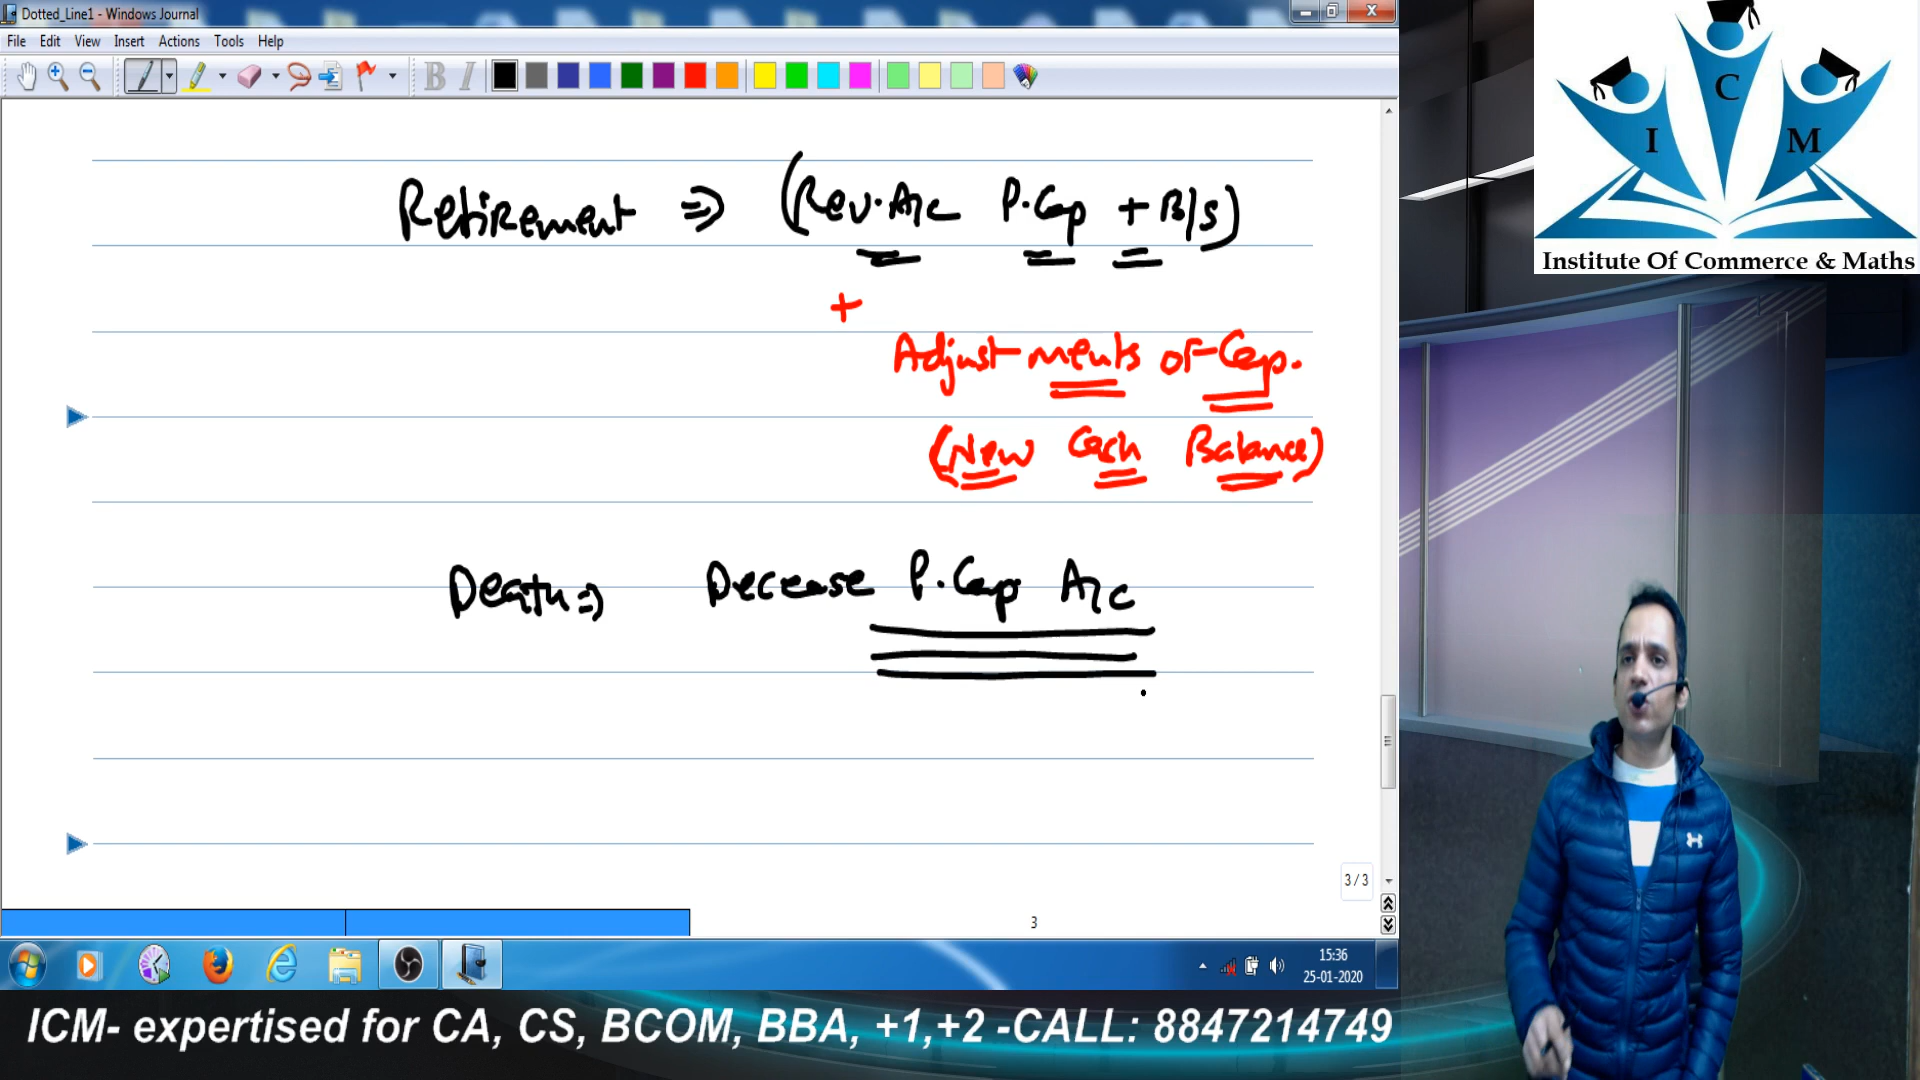 Dotted_Line1 - Windows Journal
File Edit View Insert Actions Tools Help
B I
Retirement ⇒ (Rev. A/c P. Cap + B/S)
+
Adjustments of Cap.
(New Cash Balance)
Death ⇒ Decease P. Cap A/c
3 / 3
3
15:36
25-01-2020
I C M
Institute Of Commerce & Maths
ICM- expertised for CA, CS, BCOM, BBA, +1,+2 -CALL: 8847214749